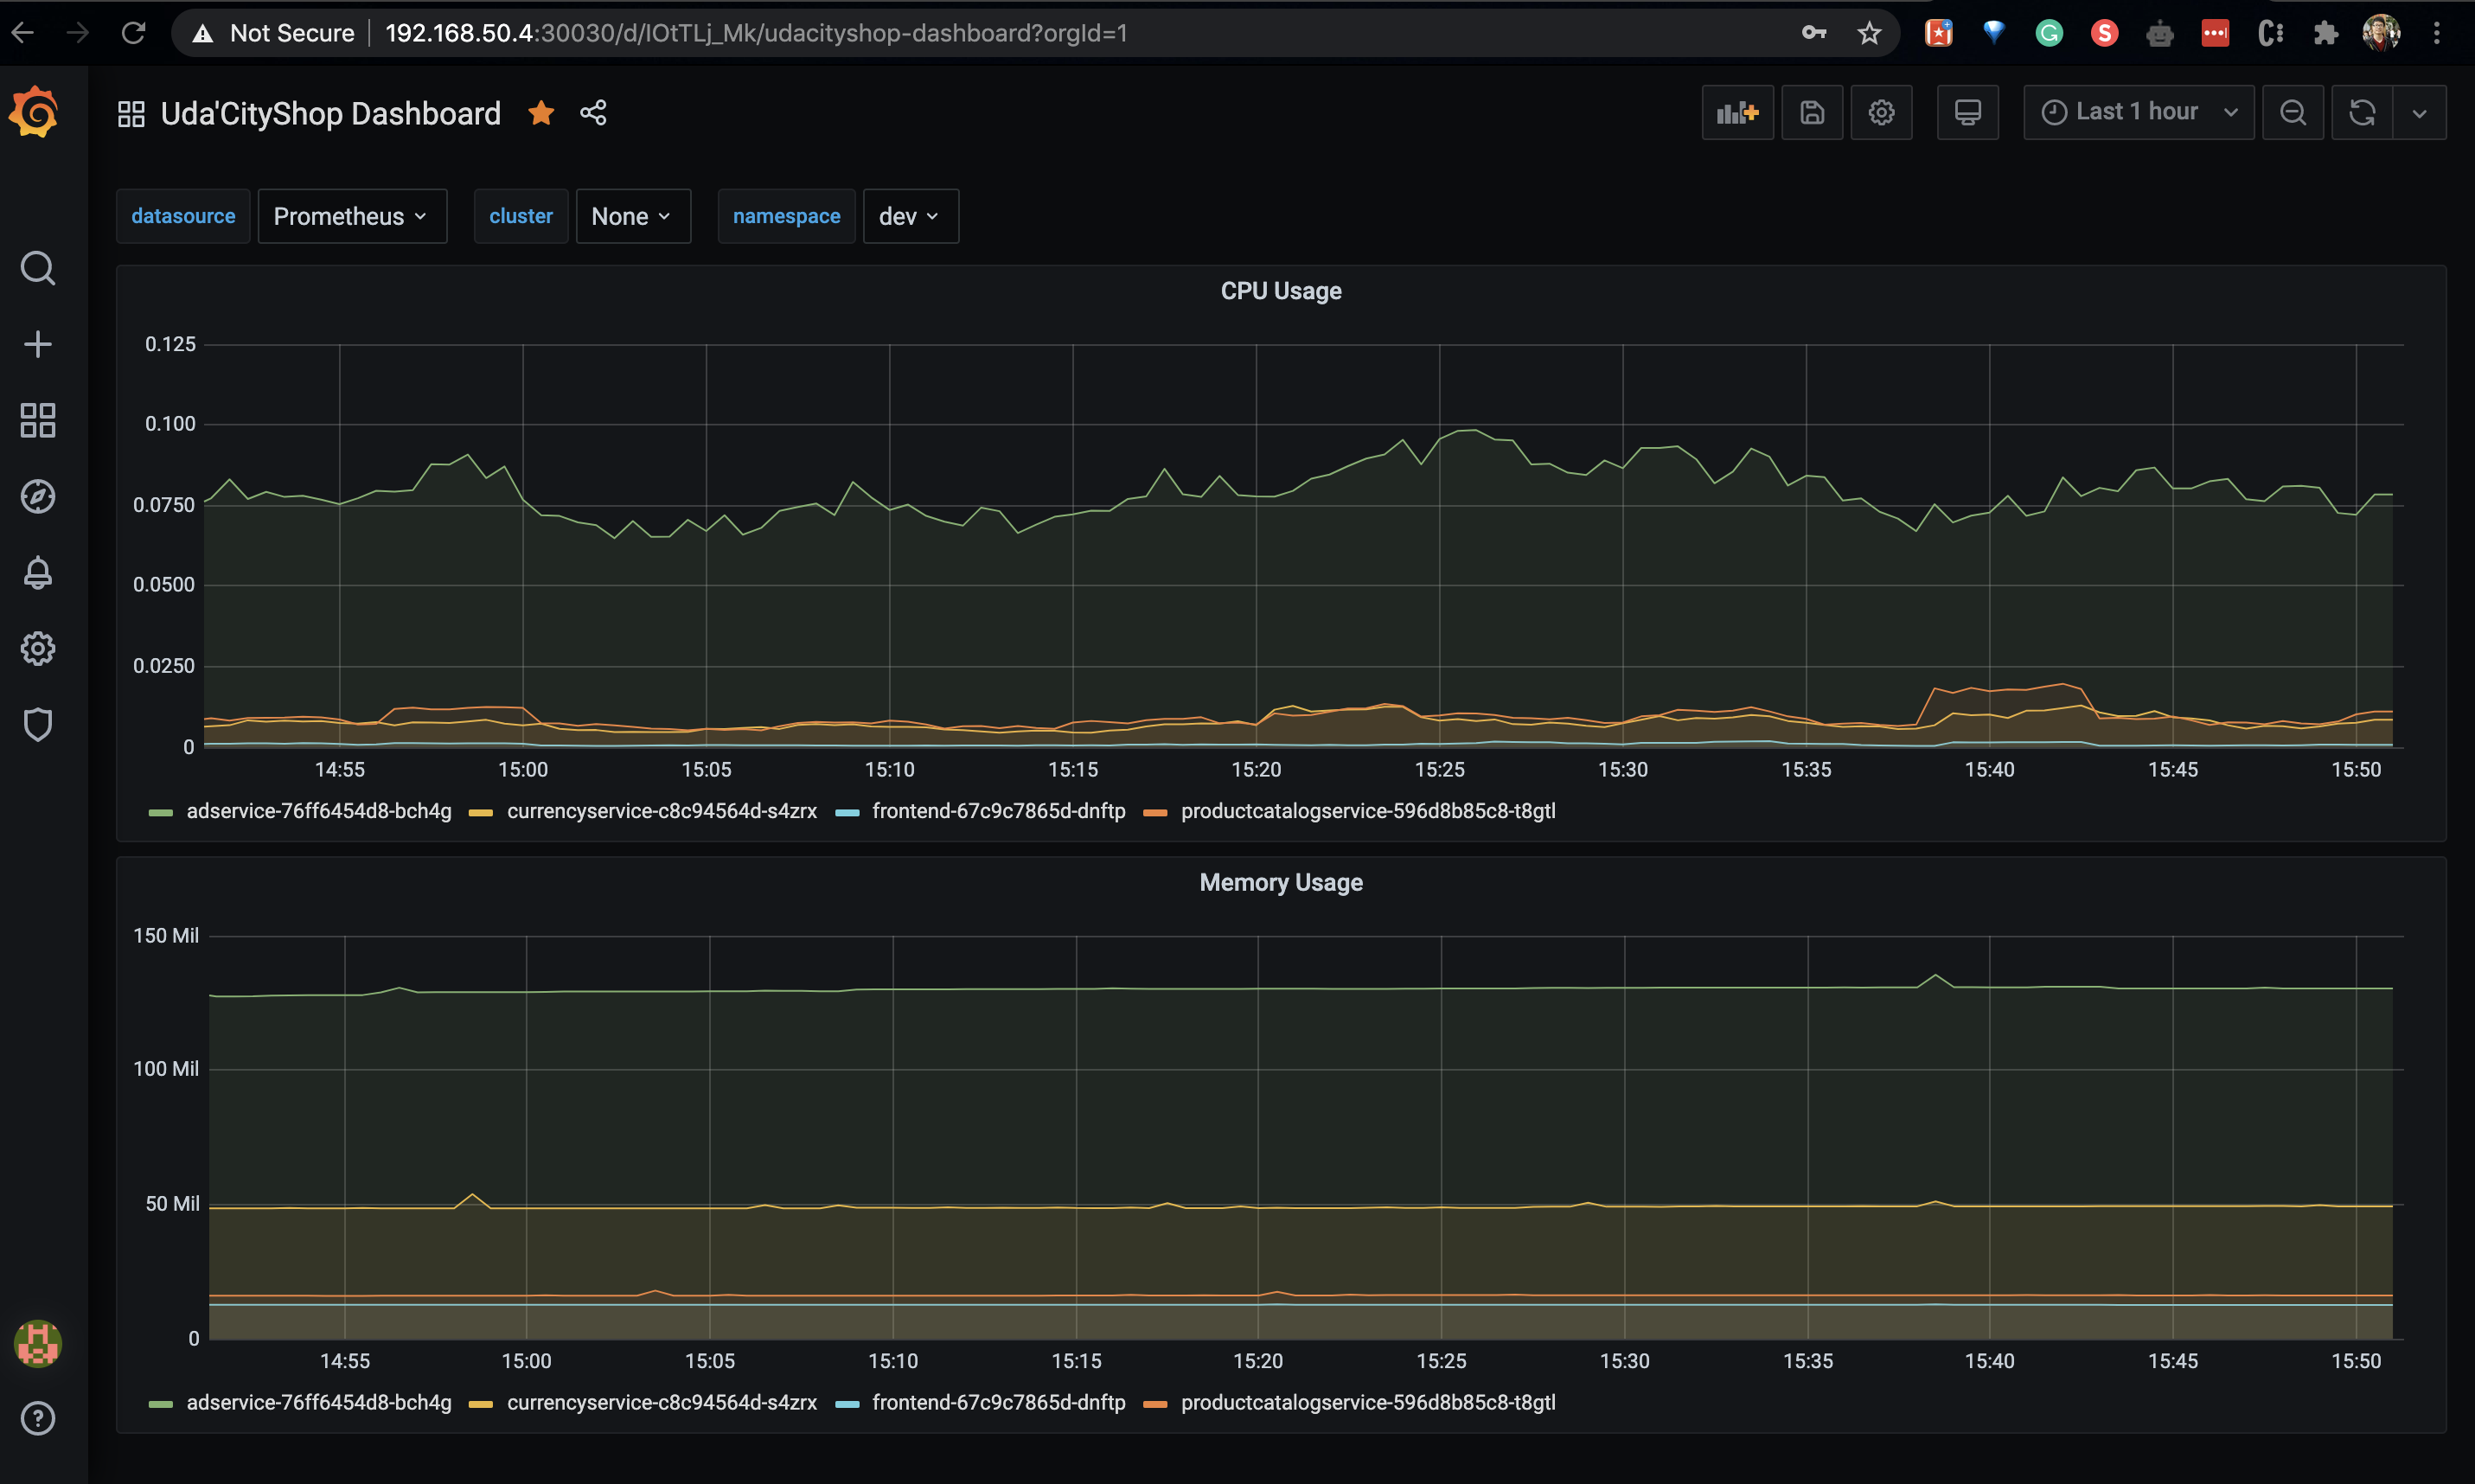 Not Secure 192.168.50.4:30030/d/IOtTLj_Mk/udacityshop-dashboard?orgId=1
Uda'CityShop Dashboard
Last 1 hour
datasource Prometheus cluster None namespace dev
CPU Usage
0.125
0.100
0.0750
0.0500
0.0250
0
14:55 15:00 15:05 15:10 15:15 15:20 15:25 15:30 15:35 15:40 15:45 15:50
adservice-76ff6454d8-bch4g currencyservice-c8c94564d-s4zrx frontend-67c9c7865d-dnftp productcatalogservice-596d8b85c8-t8gtl
Memory Usage
150 Mil
100 Mil
50 Mil
0
14:55 15:00 15:05 15:10 15:15 15:20 15:25 15:30 15:35 15:40 15:45 15:50
adservice-76ff6454d8-bch4g currencyservice-c8c94564d-s4zrx frontend-67c9c7865d-dnftp productcatalogservice-596d8b85c8-t8gtl